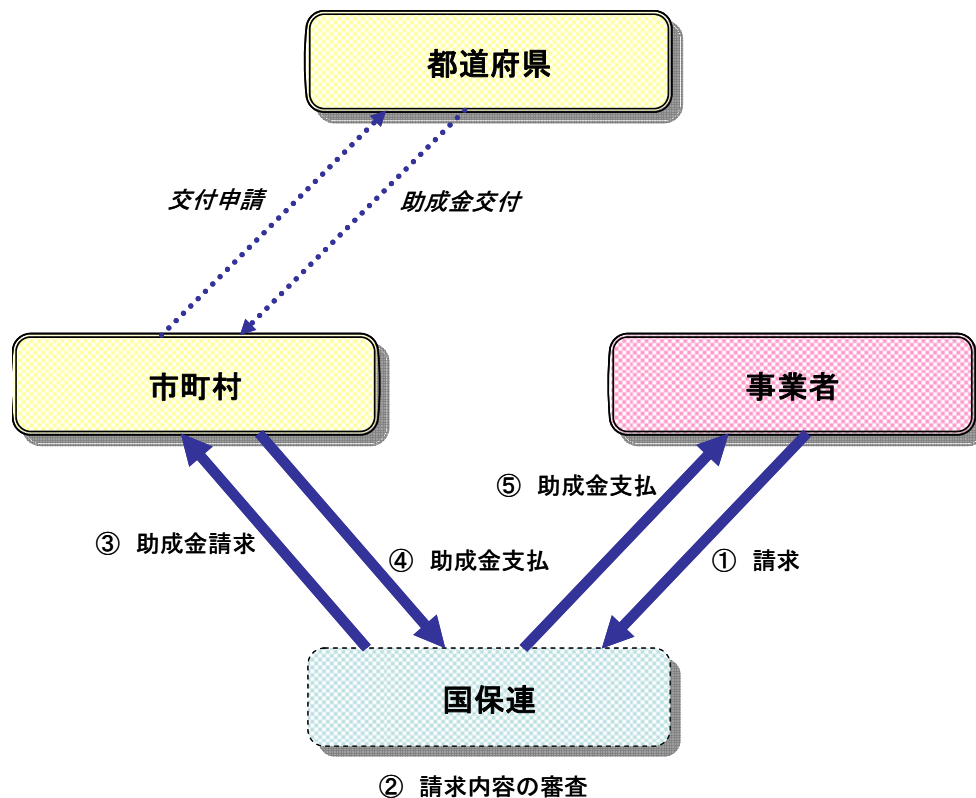 都道府県
交付申請
助成金交付
市町村
事業者
⑤ 助成金支払
③ 助成金請求
④ 助成金支払
① 請求
国保連
② 請求内容の審査